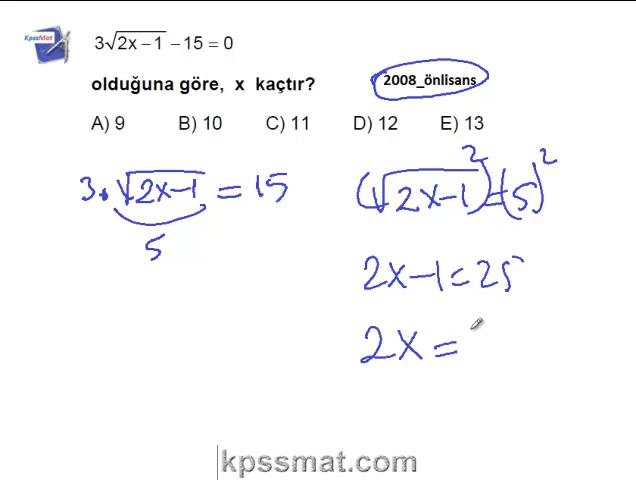 KpssMat
3√2x−1 −15 = 0
olduğuna göre, x kaçtır?
2008_önlisans
A) 9 B) 10 C) 11 D) 12 E) 13
3.√2x−1 = 15
5
(√2x−1)² = (5)²
2x−1 = 25
2x =
kpssmat.com